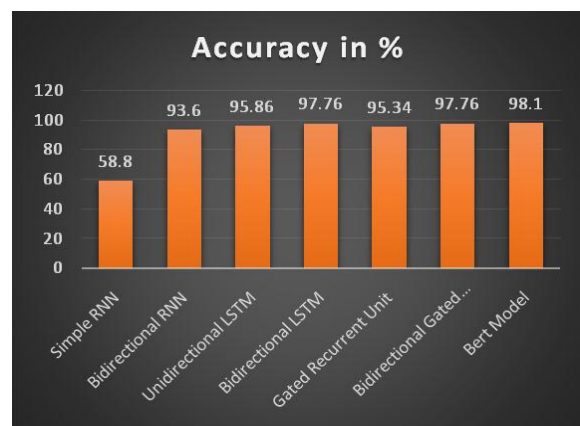 Accuracy in %
120
100
80
60
40
20
0
58.8
93.6
95.86
97.76
95.34
97.76
98.1
Simple RNN
Bidirectional RNN
Unidirectional LSTM
Bidirectional LSTM
Gated Recurrent Unit
Bidirectional Gated...
Bert Model